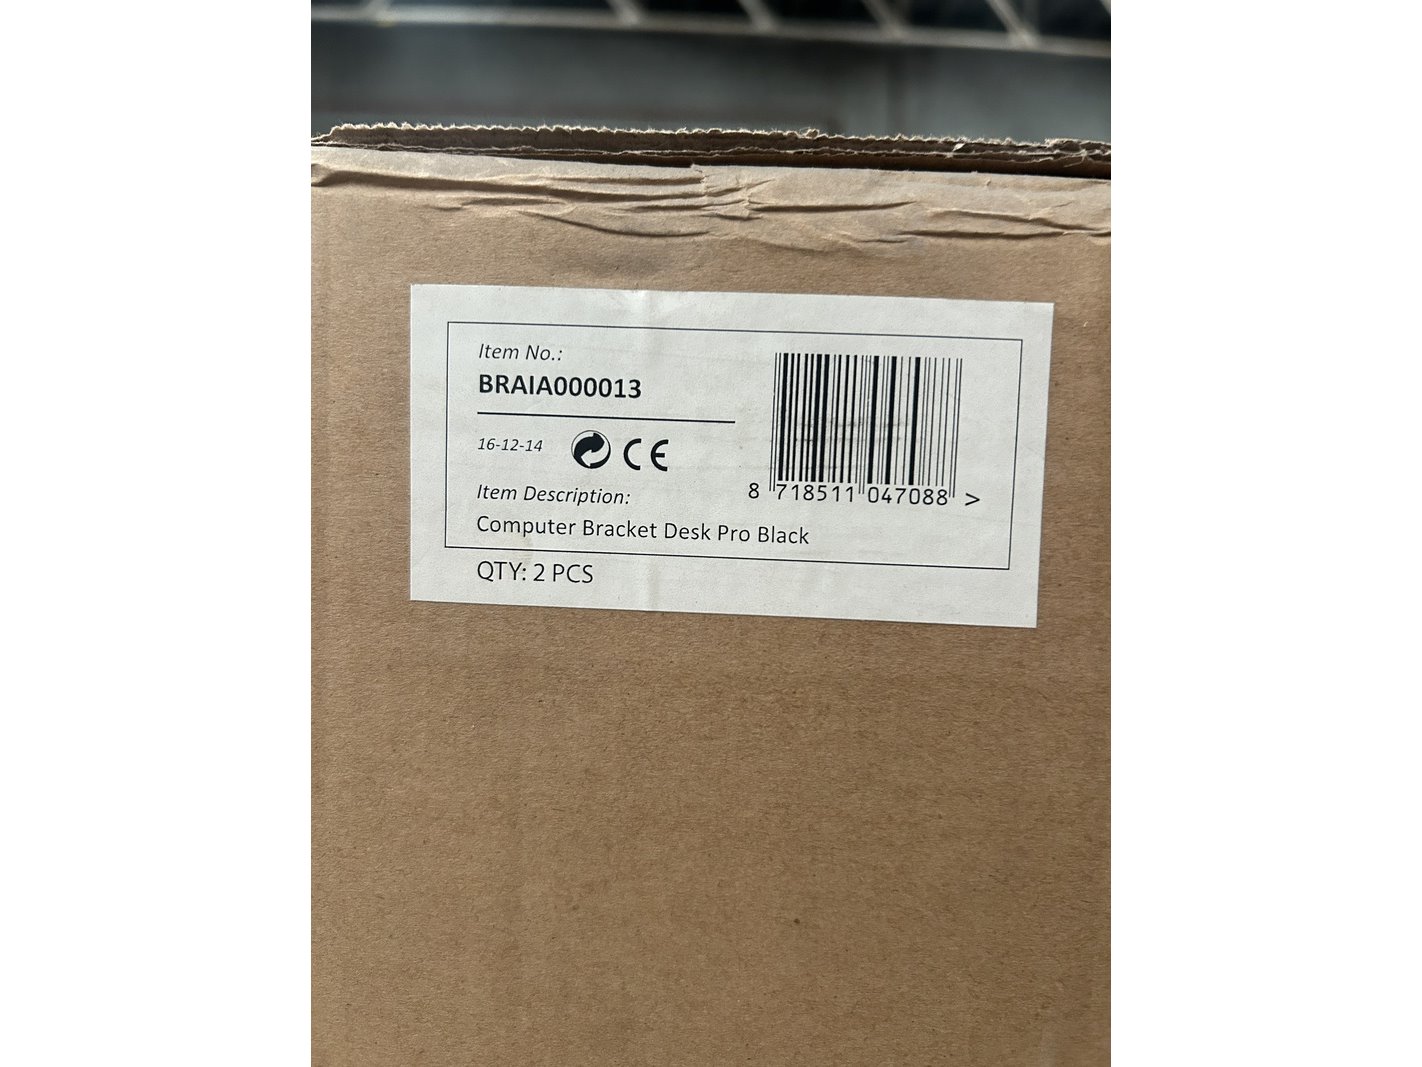 Item No.:
BRAIA000013
16-12-14 CE
Item Description:
Computer Bracket Desk Pro Black
QTY: 2 PCS
8 718511 047088 >